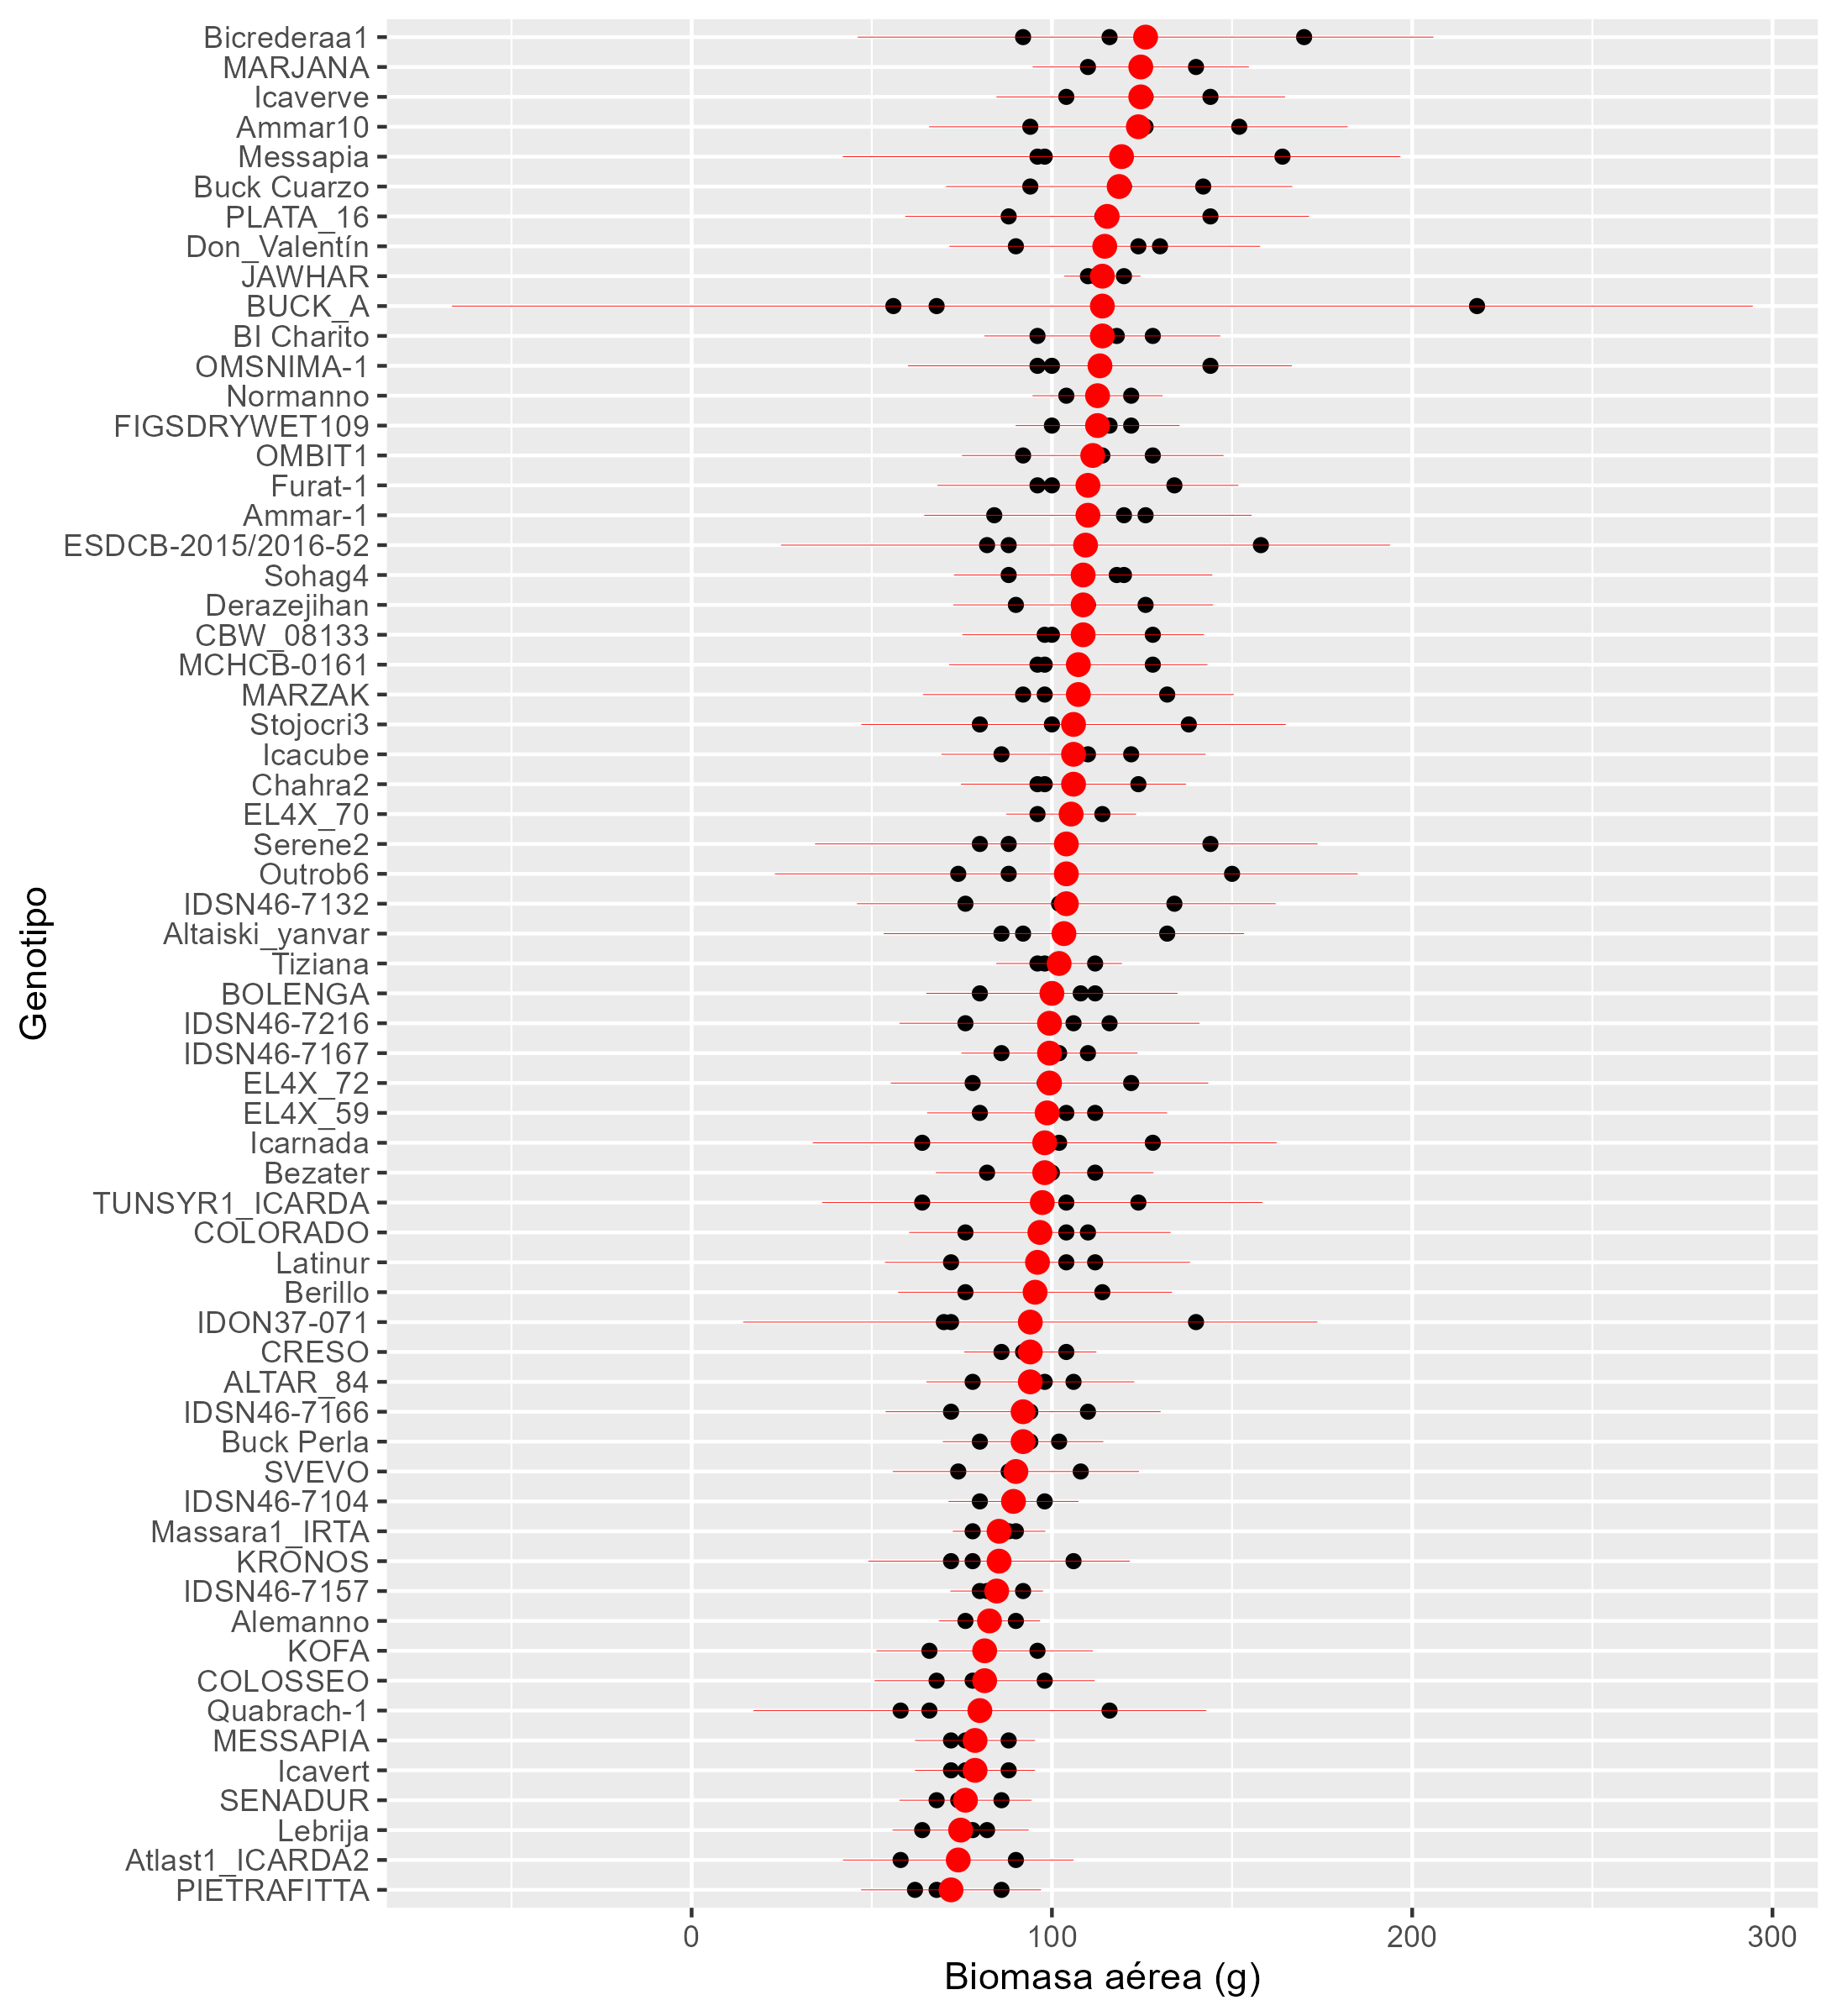 Bicrederaa1
MARJANA
Icaverve
Ammar10
Messapia
Buck Cuarzo
PLATA_16
Don_Valentín
JAWHAR
BUCK_A
BI Charito
OMSNIMA-1
Normanno
FIGSDRYWET109
OMBIT1
Furat-1
Ammar-1
ESDCB-2015/2016-52
Sohag4
Derazejihan
CBW_08133
MCHCB-0161
MARZAK
Stojocri3
Icacube
Chahra2
EL4X_70
Serene2
Outrob6
IDSN46-7132
Altaiski_yanvar
Tiziana
BOLENGA
IDSN46-7216
IDSN46-7167
EL4X_72
EL4X_59
Icarnada
Bezater
TUNSYR1_ICARDA
COLORADO
Latinur
Berillo
IDON37-071
CRESO
ALTAR_84
IDSN46-7166
Buck Perla
SVEVO
IDSN46-7104
Massara1_IRTA
KRONOS
IDSN46-7157
Alemanno
KOFA
COLOSSEO
Quabrach-1
MESSAPIA
Icavert
SENADUR
Lebrija
Atlast1_ICARDA2
PIETRAFITTA
Genotipo
0 100 200 300
Biomasa aérea (g)